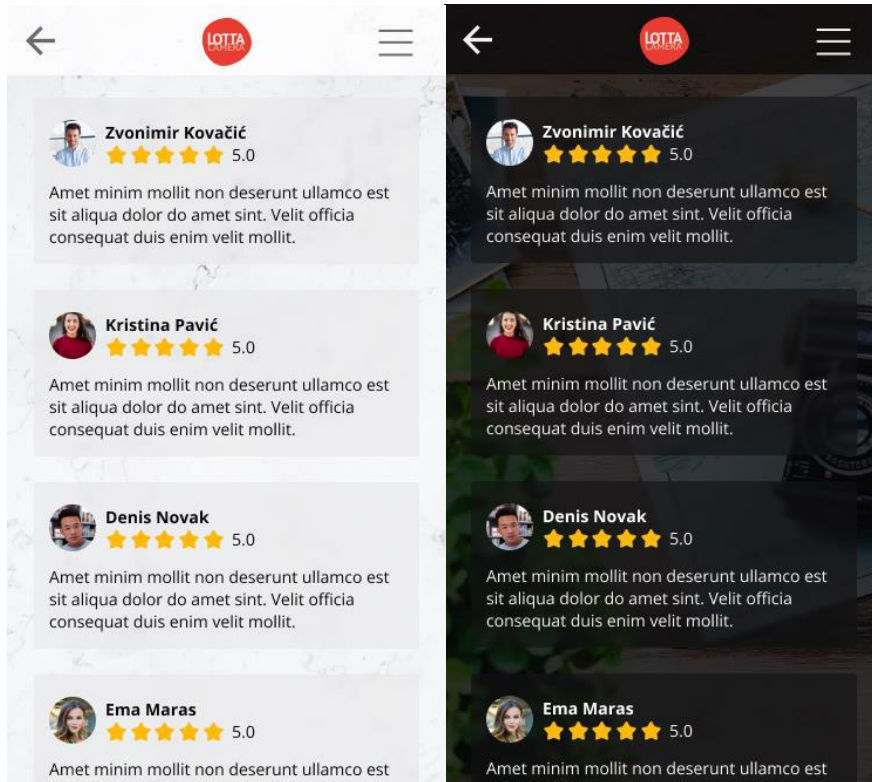 LOTTA
CAMERA
Zvonimir Kovačić
5.0
Amet minim mollit non deserunt ullamco est
sit aliqua dolor do amet sint. Velit officia
consequat duis enim velit mollit.
Kristina Pavić
5.0
Amet minim mollit non deserunt ullamco est
sit aliqua dolor do amet sint. Velit officia
consequat duis enim velit mollit.
Denis Novak
5.0
Amet minim mollit non deserunt ullamco est
sit aliqua dolor do amet sint. Velit officia
consequat duis enim velit mollit.
Ema Maras
5.0
Amet minim mollit non deserunt ullamco est
LOTTA
CAMERA
Zvonimir Kovačić
5.0
Amet minim mollit non deserunt ullamco est
sit aliqua dolor do amet sint. Velit officia
consequat duis enim velit mollit.
Kristina Pavić
5.0
Amet minim mollit non deserunt ullamco est
sit aliqua dolor do amet sint. Velit officia
consequat duis enim velit mollit.
Denis Novak
5.0
Amet minim mollit non deserunt ullamco est
sit aliqua dolor do amet sint. Velit officia
consequat duis enim velit mollit.
Ema Maras
5.0
Amet minim mollit non deserunt ullamco est